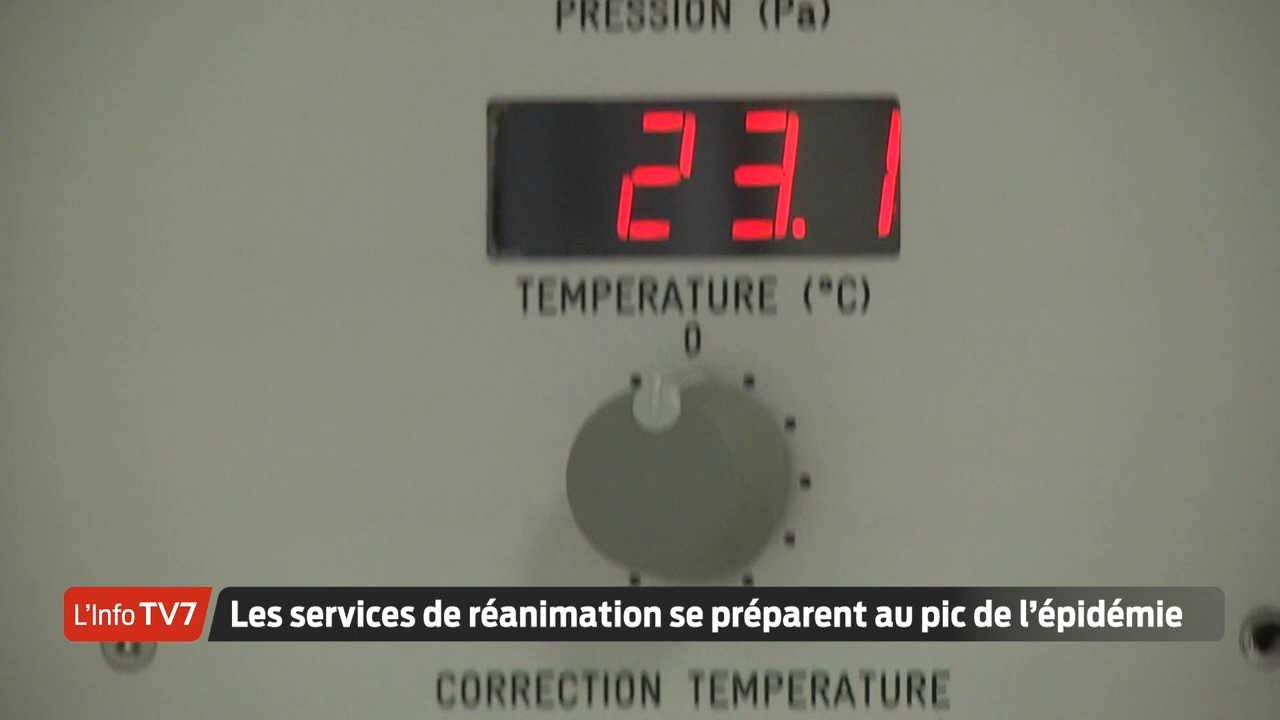 PRESSION (Pa)
23.1
TEMPERATURE (°C)
0
L'Info TV7
Les services de réanimation se préparent au pic de l'épidémie
CORRECTION TEMPERATURE